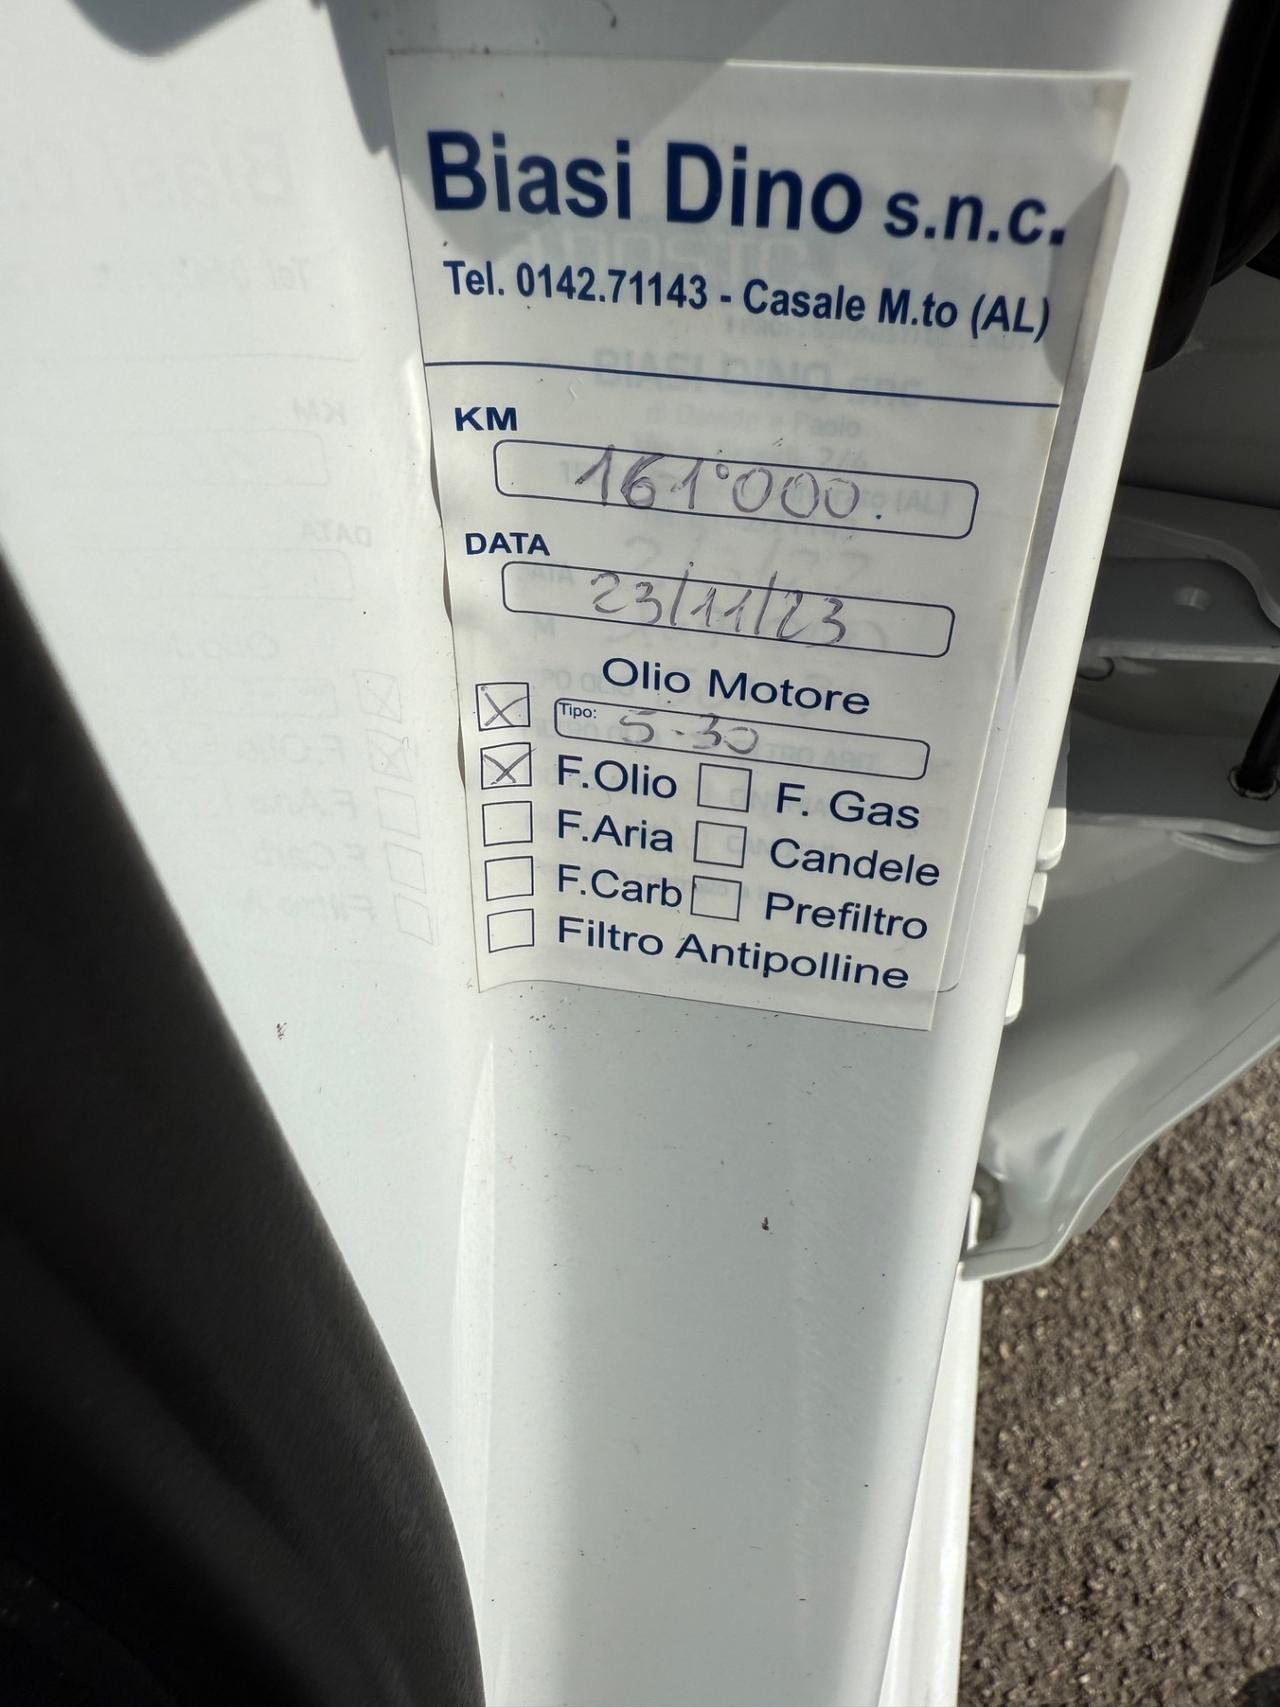 Biasi Dino s.n.c.
Tel. 0142.71143 - Casale M.to (AL)
KM
161°000.
DATA
23/11/23
Olio Motore
Tipo: 5-30
F.Olio F. Gas
F.Aria Candele
F.Carb Prefiltro
Filtro Antipolline